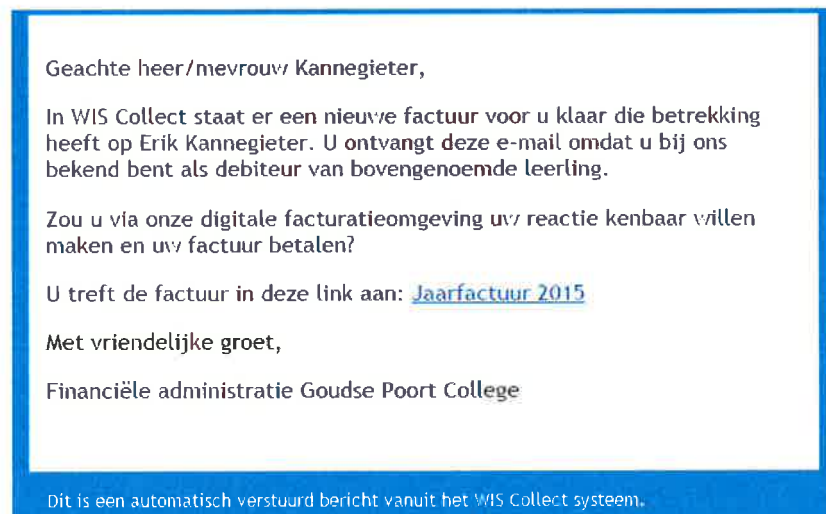 Geachte heer/mevrouw Kannegieter,
In WIS Collect staat er een nieuwe factuur voor u klaar die betrekking
heeft op Erik Kannegieter. U ontvangt deze e-mail omdat u bij ons
bekend bent als debiteur van bovengenoemde leerling.
Zou u via onze digitale facturatieomgeving uw reactie kenbaar willen
maken en uw factuur betalen?
U treft de factuur in deze link aan: Jaarfactuur 2015
Met vriendelijke groet,
Financiële administratie Goudse Poort College
Dit is een automatisch verstuurd bericht vanuit het WIS Collect systeem.